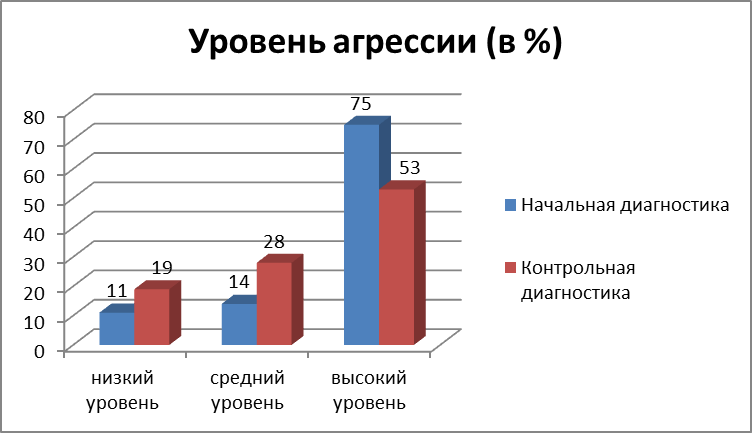 Уровень агрессии (в %)
80
70
60
50
40
30
20
10
0
11
19
14
28
75
53
низкий
уровень
средний
уровень
высокий
уровень
Начальная диагностика
Контрольная
диагностика